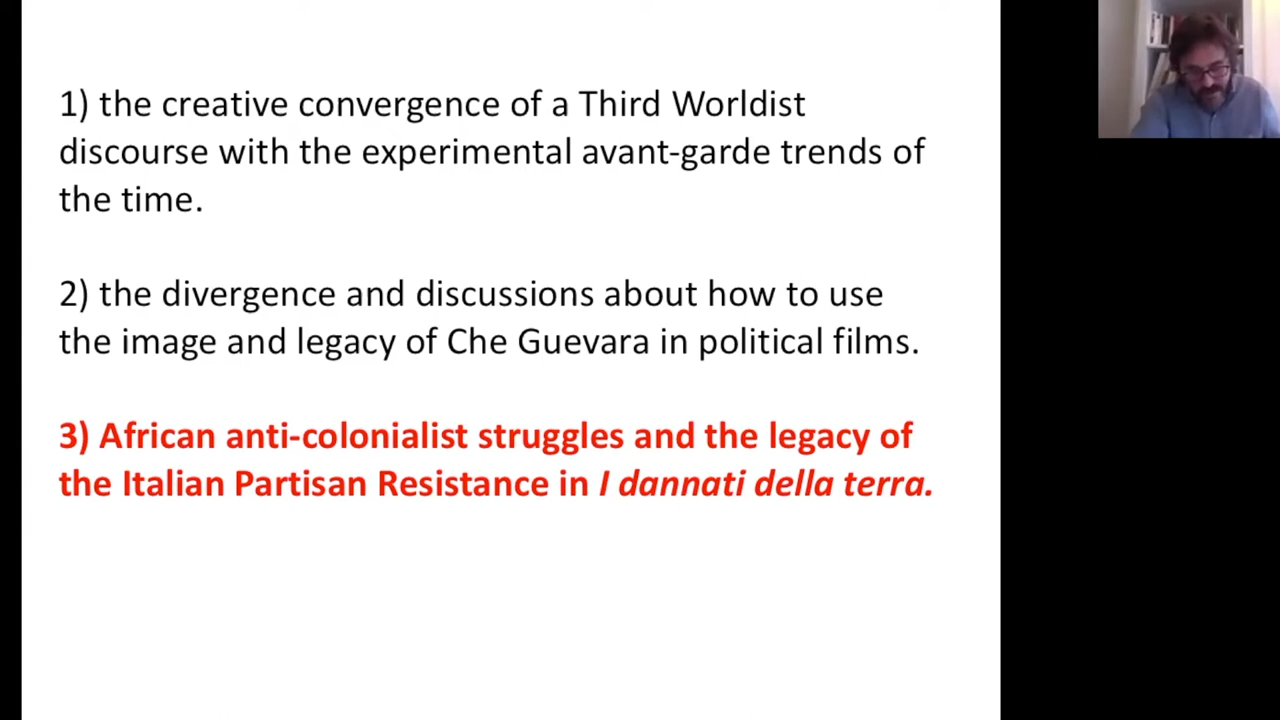 1) the creative convergence of a Third Worldist
discourse with the experimental avant-garde trends of
the time.
2) the divergence and discussions about how to use
the image and legacy of Che Guevara in political films.
3) African anti-colonialist struggles and the legacy of
the Italian Partisan Resistance in I dannati della terra.